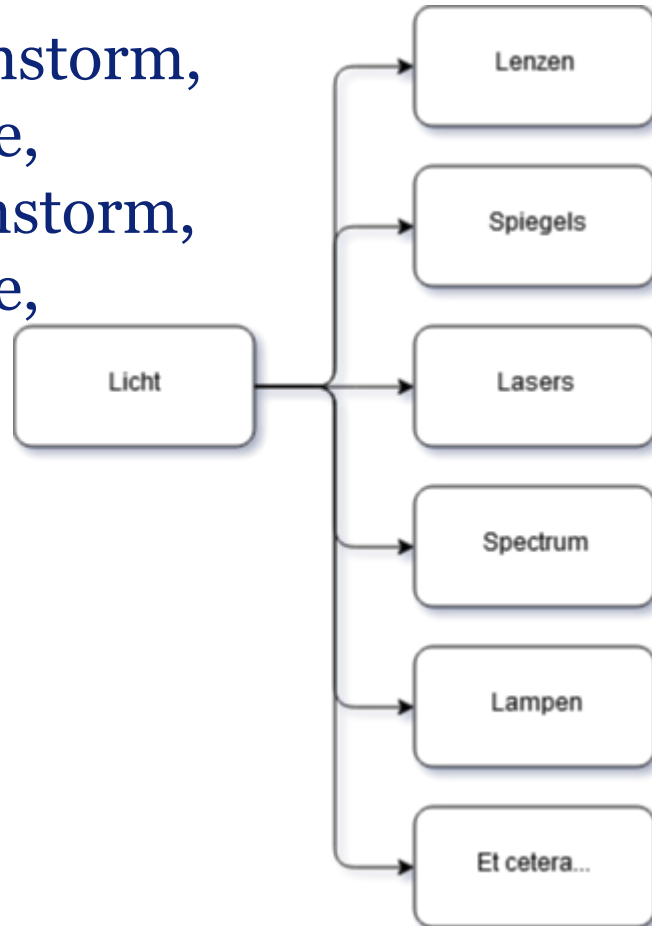 nstorm,
e,
nstorm,
e,
Licht
Lenzen
Spiegels
Lasers
Spectrum
Lampen
Et cetera...